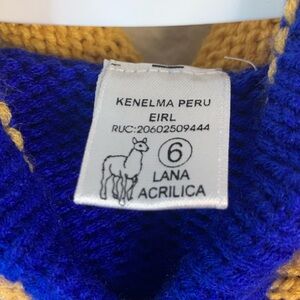 KENELMA PERU
EIRL
RUC:20602509444
6
LANA
ACRILICA